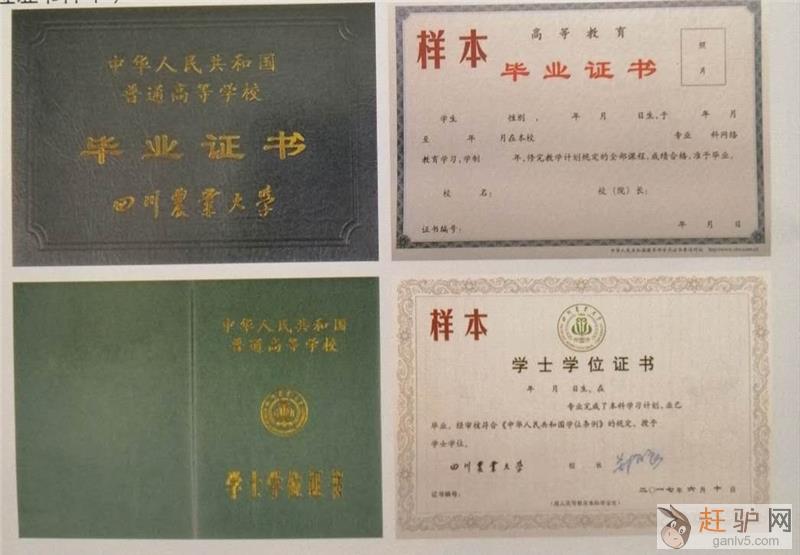 中华人民共和国
普通高等学校
毕业证书
四川农业大学
样本
高等教育
毕业证书
照
片
学生 性别 , 年 月 日生,于 年 月
至 年 月在本校 专业 科网络
教育学习,学制 年,修完教学计划规定的全部课程,成绩合格,准予毕业。
校 名: 校(院)长:
证书编号: 年 月 日
中华人民共和国
普通高等学校
学士学位证书
样本
学士学位证书
年 月 日生。在
专业完成了本科学习计划,业已
毕业。经审核符合《中华人民共和国学位条例》的规定,授予
学士学位。
四川农业大学 校 长
证书编号: 二〇一七年六月十日
赶驴网
ganlv5.com